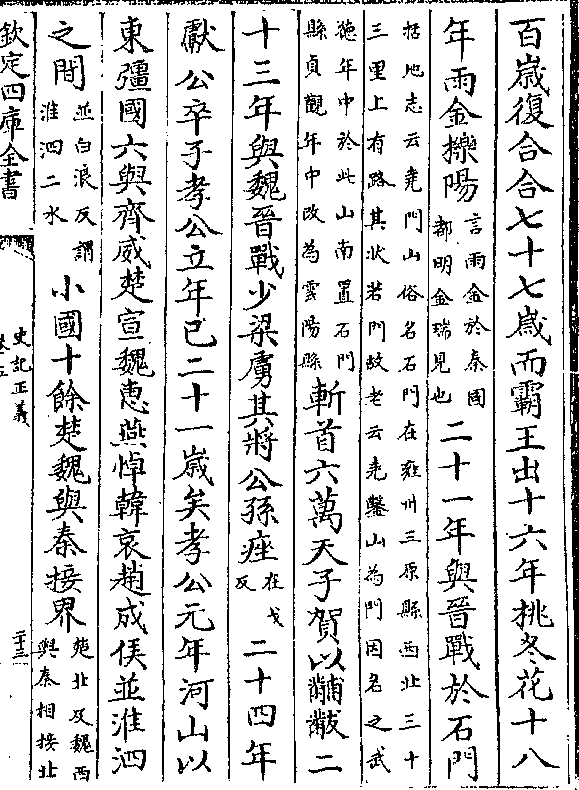 百歲復合合七十七歲而霸王出十六年桃冬花十八
年雨金櫟陽言雨金於秦國都明金瑞見也二十一年與晉戰於石門
括地志云堯門山俗名石門在雍州三原縣西北三十三里上有路其狀若門故老云堯鑿山為門因名之武
德年中於此山南置石門縣貞觀年中改為雲陽縣斬首六萬天子賀以黼黻二
十三年與魏晉戰少梁虜其將公孫痤在戈反二十四年
獻公卒子孝公立年已二十一歲矣孝公元年河山以
東彊國六與齊威楚宣魏惠燕悼韓哀趙成侯並淮泗
之間並白浪反謂淮泗二水小國十餘楚魏與秦接界楚北及魏西與秦相接北
欽定四庫全書
史記正義
卷五
二十三